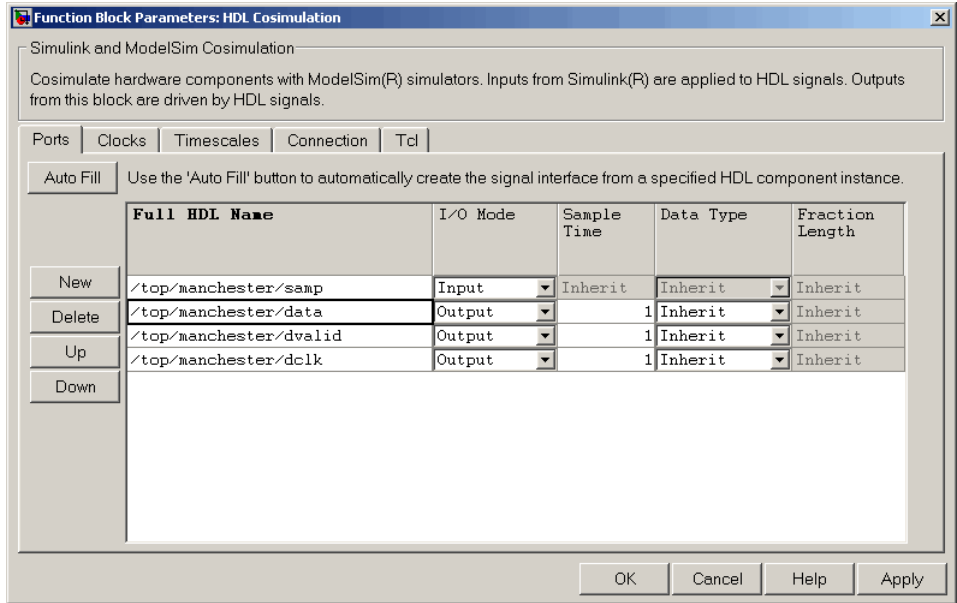 Function Block Parameters: HDL Cosimulation
Simulink and ModelSim Cosimulation
Cosimulate hardware components with ModelSim(R) simulators. Inputs from Simulink(R) are applied to HDL signals. Outputs
from this block are driven by HDL signals.
Ports Clocks Timescales Connection Tcl
Auto Fill Use the 'Auto Fill' button to automatically create the signal interface from a specified HDL component instance.
Full HDL Name I/O Mode Sample Time Data Type Fraction Length
New /top/manchester/samp Input Inherit Inherit Inherit
Delete /top/manchester/data Output 1 Inherit Inherit
/top/manchester/dvalid Output 1 Inherit Inherit
Up /top/manchester/dclk Output 1 Inherit Inherit
Down
OK Cancel Help Apply